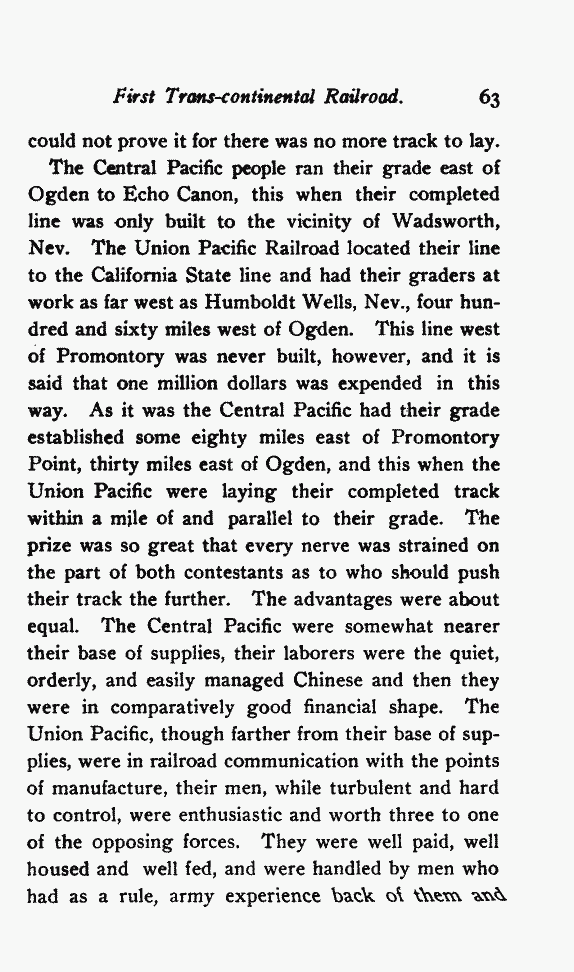 First Trans-continental Railroad. 63
could not prove it for there was no more track to lay.
The Central Pacific people ran their grade east of
Ogden to Echo Canon, this when their completed
line was only built to the vicinity of Wadsworth,
Nev. The Union Pacific Railroad located their line
to the California State line and had their graders at
work as far west as Humboldt Wells, Nev., four hun-
dred and sixty miles west of Ogden. This line west
of Promontory was never built, however, and it is
said that one million dollars was expended in this
way. As it was the Central Pacific had their grade
established some eighty miles east of Promontory
Point, thirty miles east of Ogden, and this when the
Union Pacific were laying their completed track
within a mile of and parallel to their grade. The
prize was so great that every nerve was strained on
the part of both contestants as to who should push
their track the further. The advantages were about
equal. The Central Pacific were somewhat nearer
their base of supplies, their laborers were the quiet,
orderly, and easily managed Chinese and then they
were in comparatively good financial shape. The
Union Pacific, though farther from their base of sup-
plies, were in railroad communication with the points
of manufacture, their men, while turbulent and hard
to control, were enthusiastic and worth three to one
of the opposing forces. They were well paid, well
housed and well fed, and were handled by men who
had as a rule, army experience back of them and